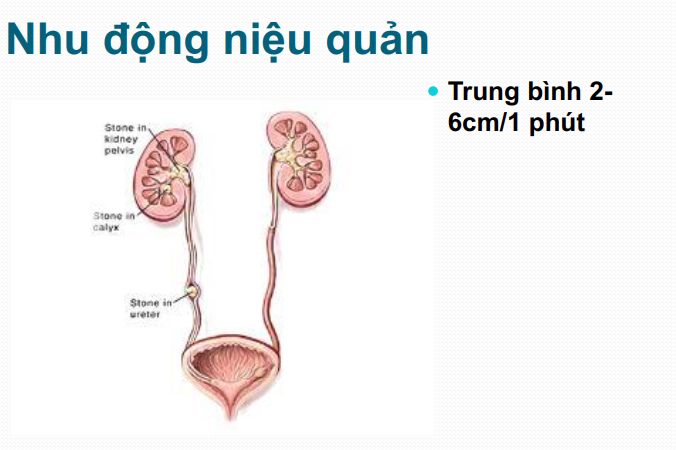 Nhu động niệu quản
Trung bình 2-
6cm/1 phút
Stone in
kidney
pelvis
Stone in
calyx
Stone in
ureter